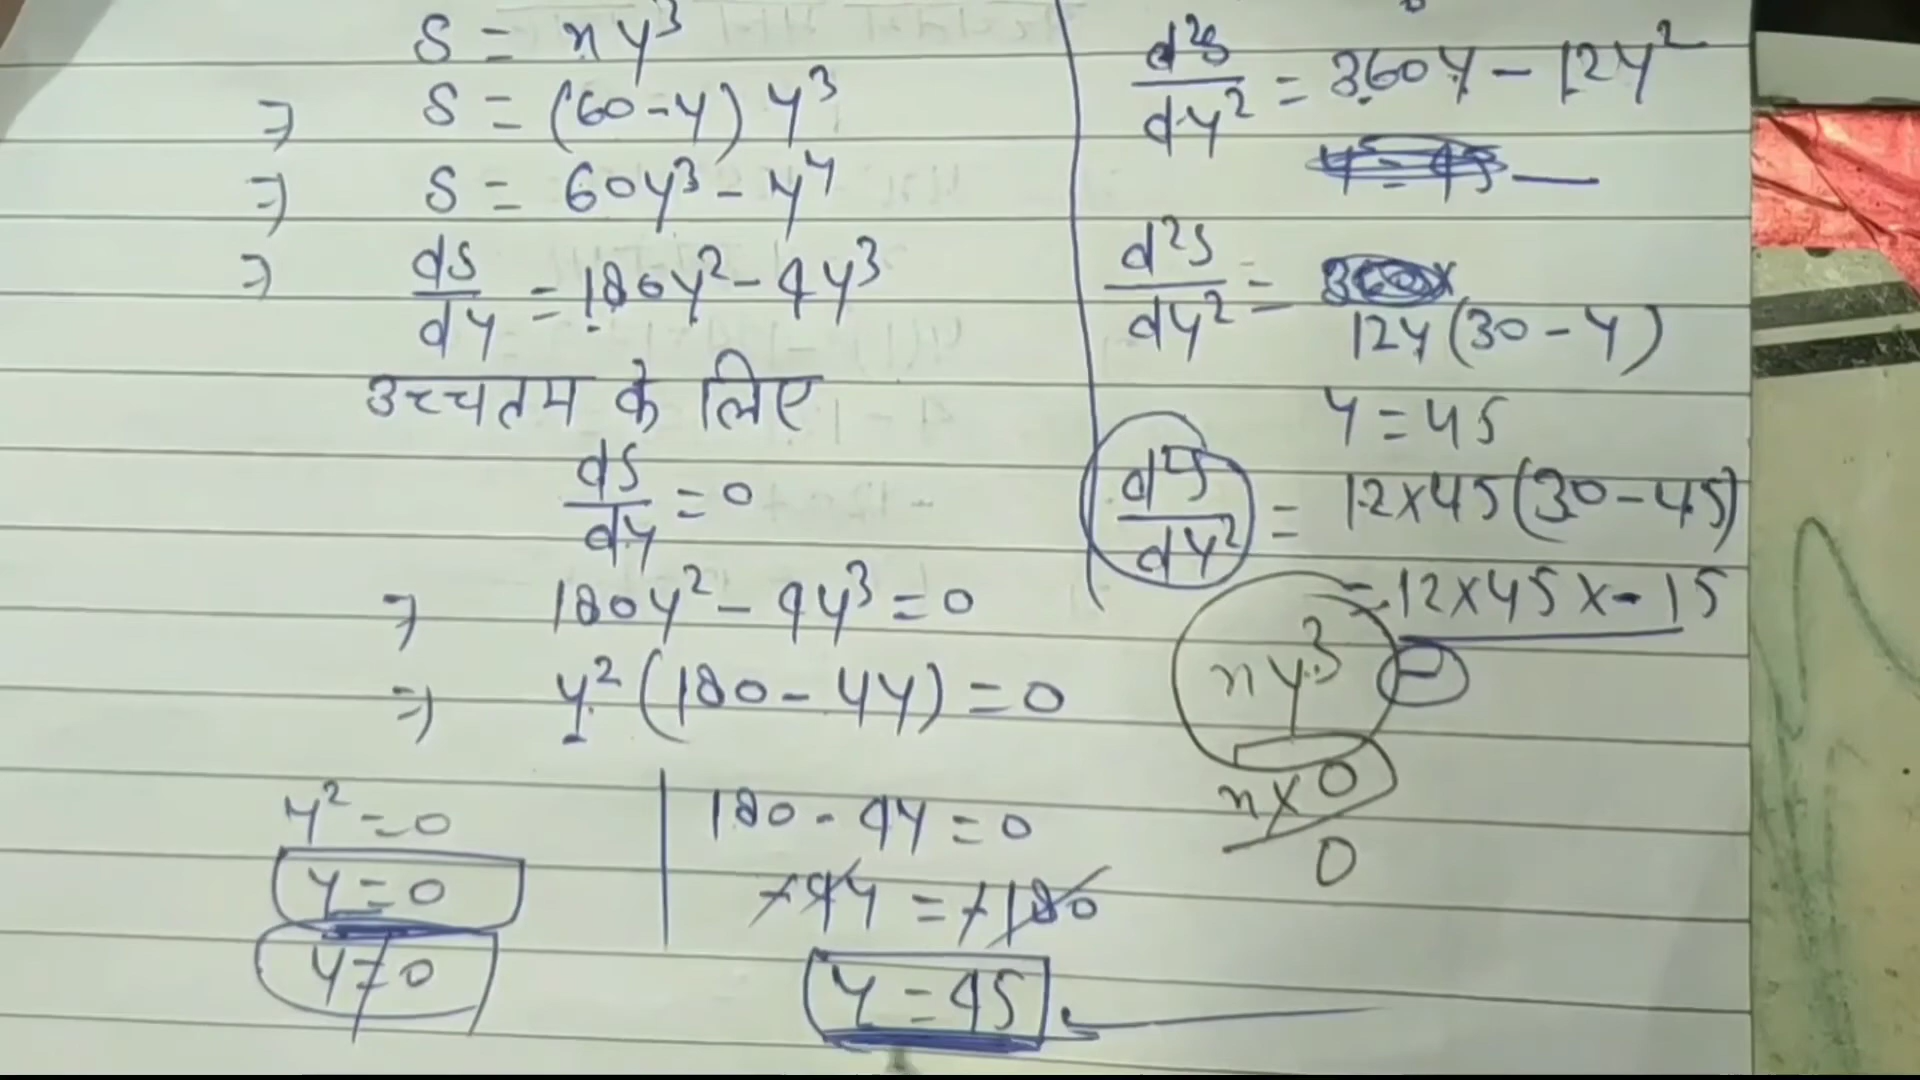 S = xy³
⇒ S = (60-y) y³
⇒ S = 60y³ - y⁴
⇒ dS/dy = 180y² - 4y³
उच्चतम के लिए
dS/dy = 0
⇒ 180y² - 4y³ = 0
⇒ y² (180 - 4y) = 0
y² = 0
y = 0
y ≠ 0
180 - 4y = 0
-4y = -180
y = 45
d²S/dy² = 360y - 12y²
d²S/dy² = 12y (30 - y)
y = 45
d²S/dy² = 12×45 (30 - 45)
= 12×45×-15
-
xy³
x×0
0